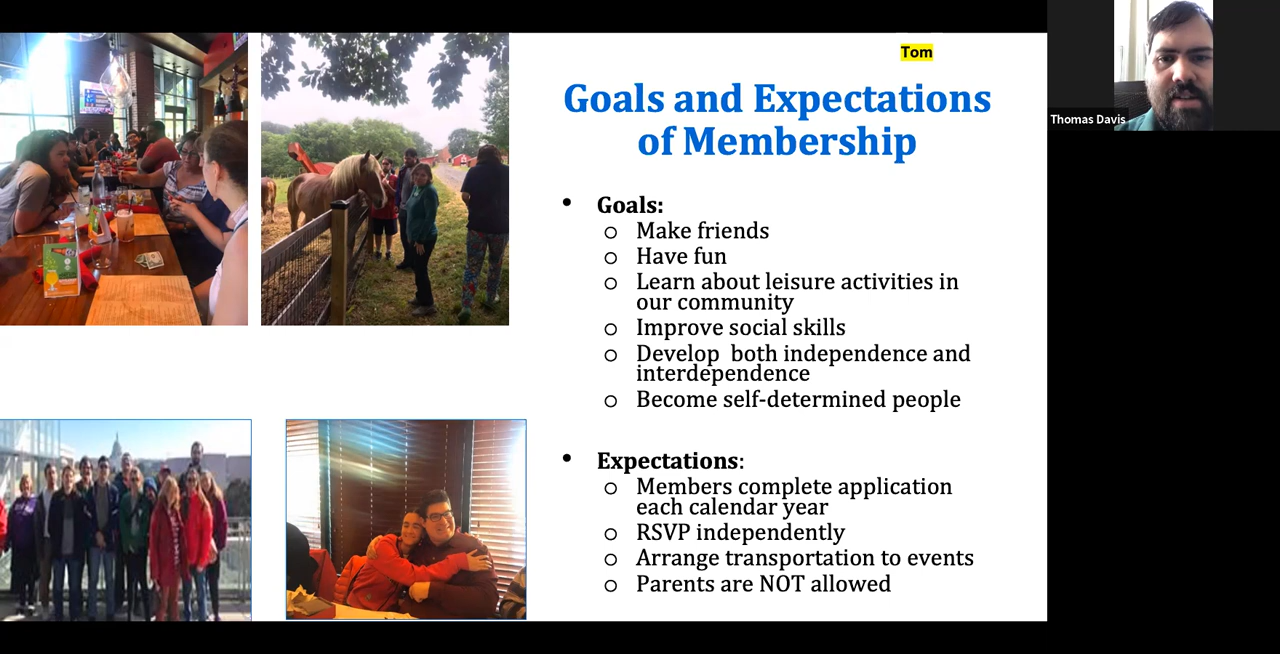 Tom
Thomas Davis
Goals and Expectations
of Membership
• Goals:
o Make friends
o Have fun
o Learn about leisure activities in
our community
o Improve social skills
o Develop  both independence and
interdependence
o Become self-determined people
• Expectations:
o Members complete application
each calendar year
o RSVP independently
o Arrange transportation to events
o Parents are NOT allowed